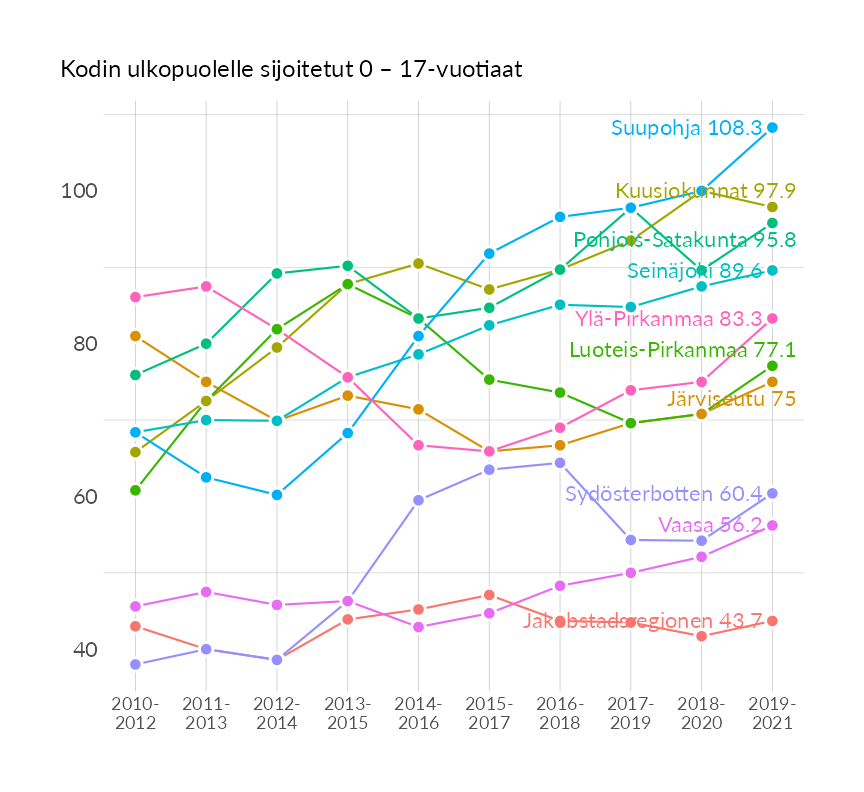 Kodin ulkopuolelle sijoitetut 0 – 17-vuotiaat
Suupohja 108.3
100
Kuusiokunnat 97.9
Pohjois-Satakunta 95.8
Seinäjoki 89.6
Ylä-Pirkanmaa 83.3
80
Luoteis-Pirkanmaa 77.1
Järviseutu 75
60
Sydösterbotten 60.4
Vaasa 56.2
Jakobstadsregionen 43.7
40
2010-
2012
2011-
2013
2012-
2014
2013-
2015
2014-
2016
2015-
2017
2016-
2018
2017-
2019
2018-
2020
2019-
2021